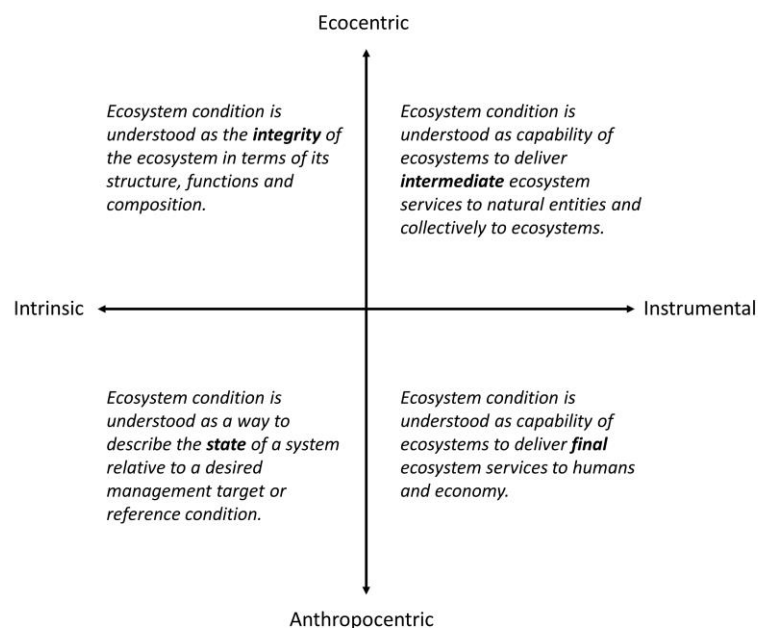 Ecocentric
Ecosystem condition is
understood as the integrity of
the ecosystem in terms of its
structure, functions and
composition.
Ecosystem condition is
understood as capability of
ecosystems to deliver
intermediate ecosystem
services to natural entities and
collectively to ecosystems.
Intrinsic
Instrumental
Ecosystem condition is
understood as a way to
describe the state of a system
relative to a desired
management target or
reference condition.
Ecosystem condition is
understood as capability of
ecosystems to deliver final
ecosystem services to humans
and economy.
Anthropocentric